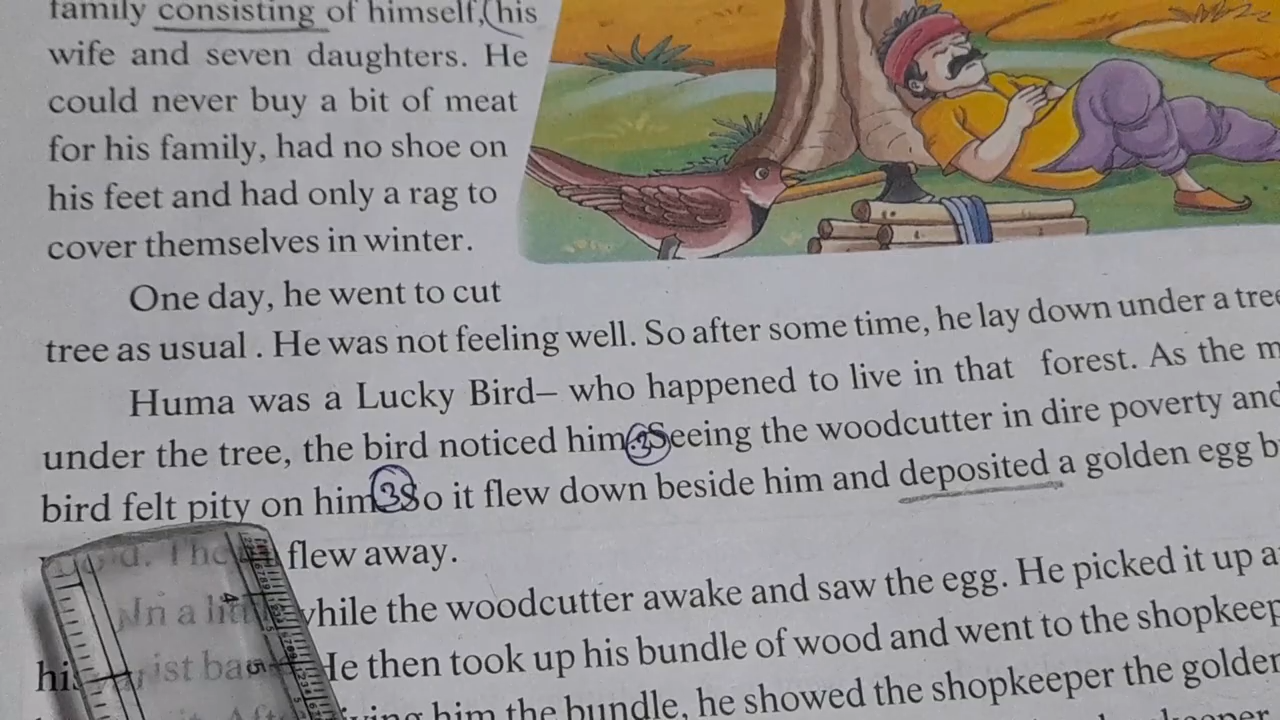 family consisting of himself, his
wife and seven daughters. He
could never buy a bit of meat
for his family, had no shoe on
his feet and had only a rag to
cover themselves in winter.
One day, he went to cut
tree as usual . He was not feeling well. So after some time, he lay down under a tree
Huma was a Lucky Bird– who happened to live in that forest. As the m
under the tree, the bird noticed him. Seeing the woodcutter in dire poverty and
bird felt pity on him 3 So it flew down beside him and deposited a golden egg b
flew away.
In a little while the woodcutter awake and saw the egg. He picked it up a
his He then took up his bundle of wood and went to the shopkeep
him the bundle, he showed the shopkeeper the golden